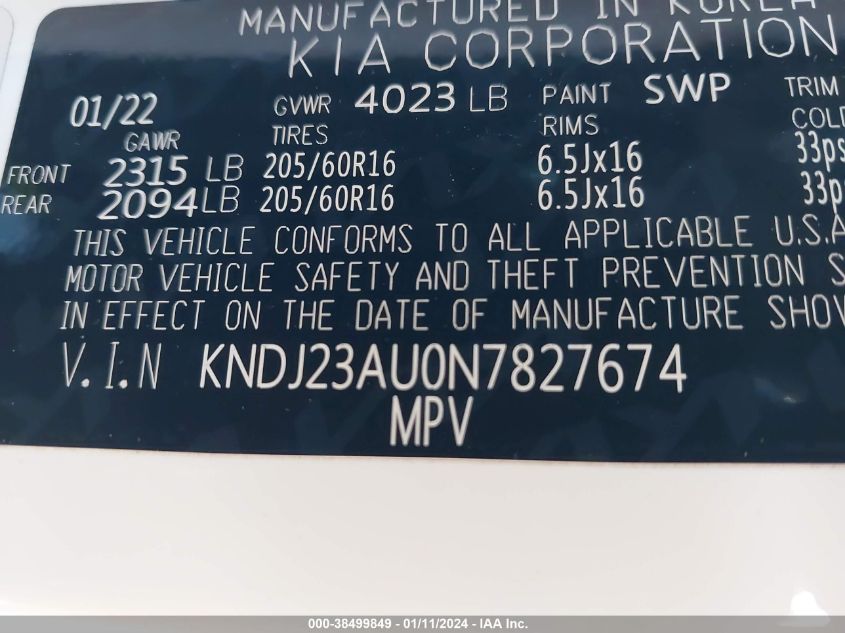 MANUFACTURED IN KOREA
KIA CORPORATION
01/22 GVWR 4023 LB PAINT SWP TRIM
GAWR TIRES RIMS COLD
FRONT 2315 LB 205/60R16 6.5Jx16 33ps
REAR 2094 LB 205/60R16 6.5Jx16 33p
THIS VEHICLE CONFORMS TO ALL APPLICABLE U.S.A
MOTOR VEHICLE SAFETY AND THEFT PREVENTION S
IN EFFECT ON THE DATE OF MANUFACTURE SHOW
V.I.N KNDJ23AU0N7827674
MPV
000-38499849 - 01/11/2024 - IAA Inc.